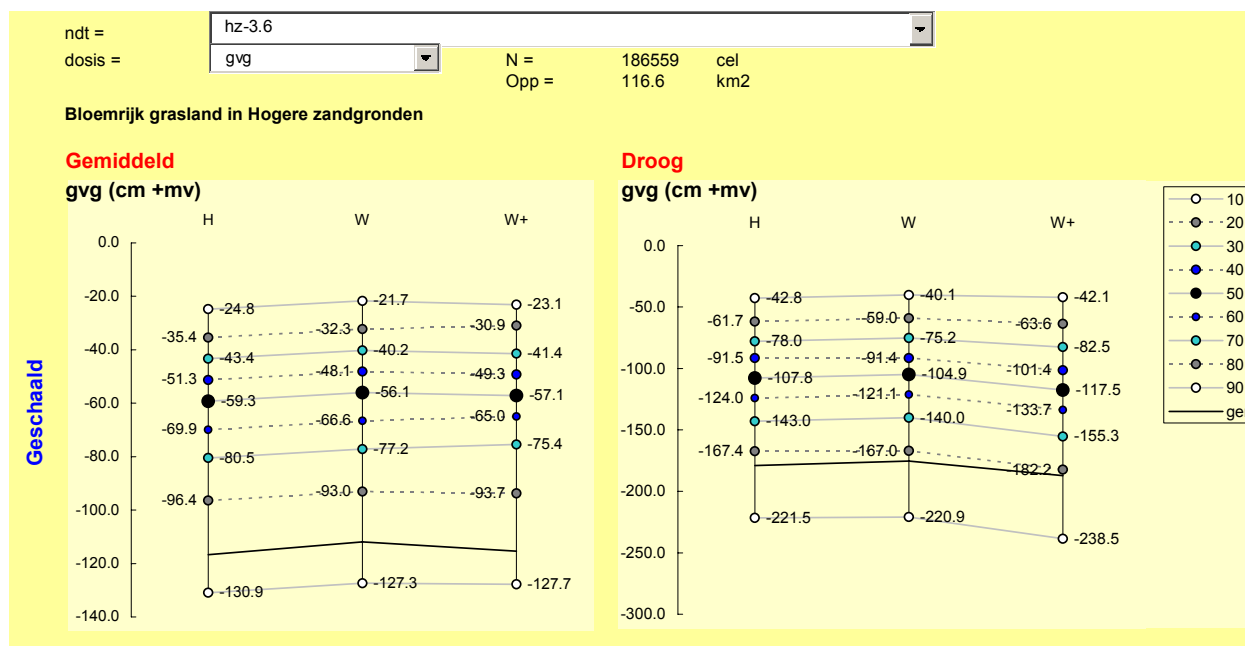 ndt = hz-3.6
dosis = gvg N = 186559 cel
Opp = 116.6 km2
Bloemrijk grasland in Hogere zandgronden
Geschaald
Gemiddeld
gvg (cm +mv)
H W W+
0.0
-20.0
-40.0
-60.0
-80.0
-100.0
-120.0
-140.0
-24.8 -21.7 -23.1
-35.4 -32.3 -30.9
-43.4 -40.2 -41.4
-51.3 -48.1 -49.3
-59.3 -56.1 -57.1
-69.9 -66.6 -65.0
-80.5 -77.2 -75.4
-96.4 -93.0 -93.7
-130.9 -127.3 -127.7
Droog
gvg (cm +mv)
H W W+
0.0
-50.0
-100.0
-150.0
-200.0
-250.0
-300.0
-42.8 -40.1 -42.1
-61.7 -59.0 -63.6
-78.0 -75.2 -82.5
-91.5 -91.4 -101.4
-107.8 -104.9 -117.5
-124.0 -121.1 -133.7
-143.0 -140.0 -155.3
-167.4 -167.0 -182.2
-221.5 -220.9 -238.5
10
20
30
40
50
60
70
80
90